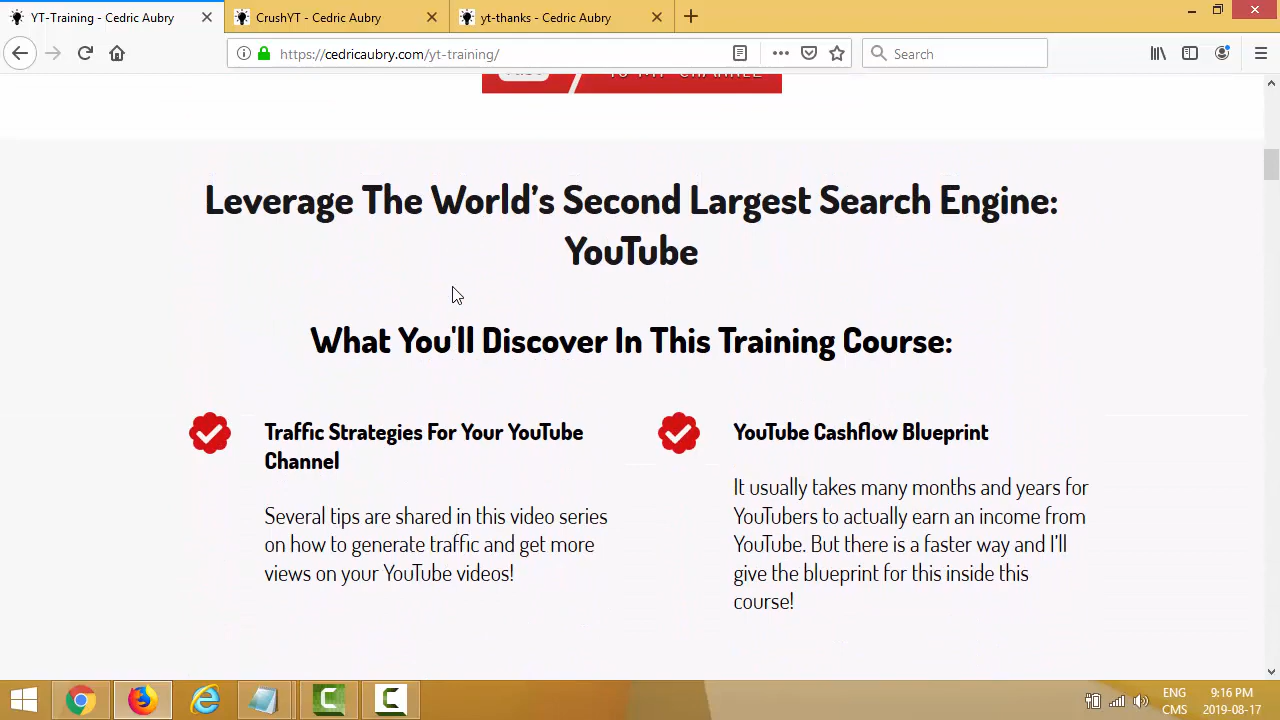 YT-Training - Cedric Aubry
CrushYT - Cedric Aubry
yt-thanks - Cedric Aubry
https://cedricaubry.com/yt-training/
Search
TO MY CHANNEL
Leverage The World’s Second Largest Search Engine:
YouTube
What You'll Discover In This Training Course:
Traffic Strategies For Your YouTube
Channel
Several tips are shared in this video series
on how to generate traffic and get more
views on your YouTube videos!
YouTube Cashflow Blueprint
It usually takes many months and years for
YouTubers to actually earn an income from
YouTube. But there is a faster way and I'll
give the blueprint for this inside this
course!
ENG
CMS
9:16 PM
2019-08-17